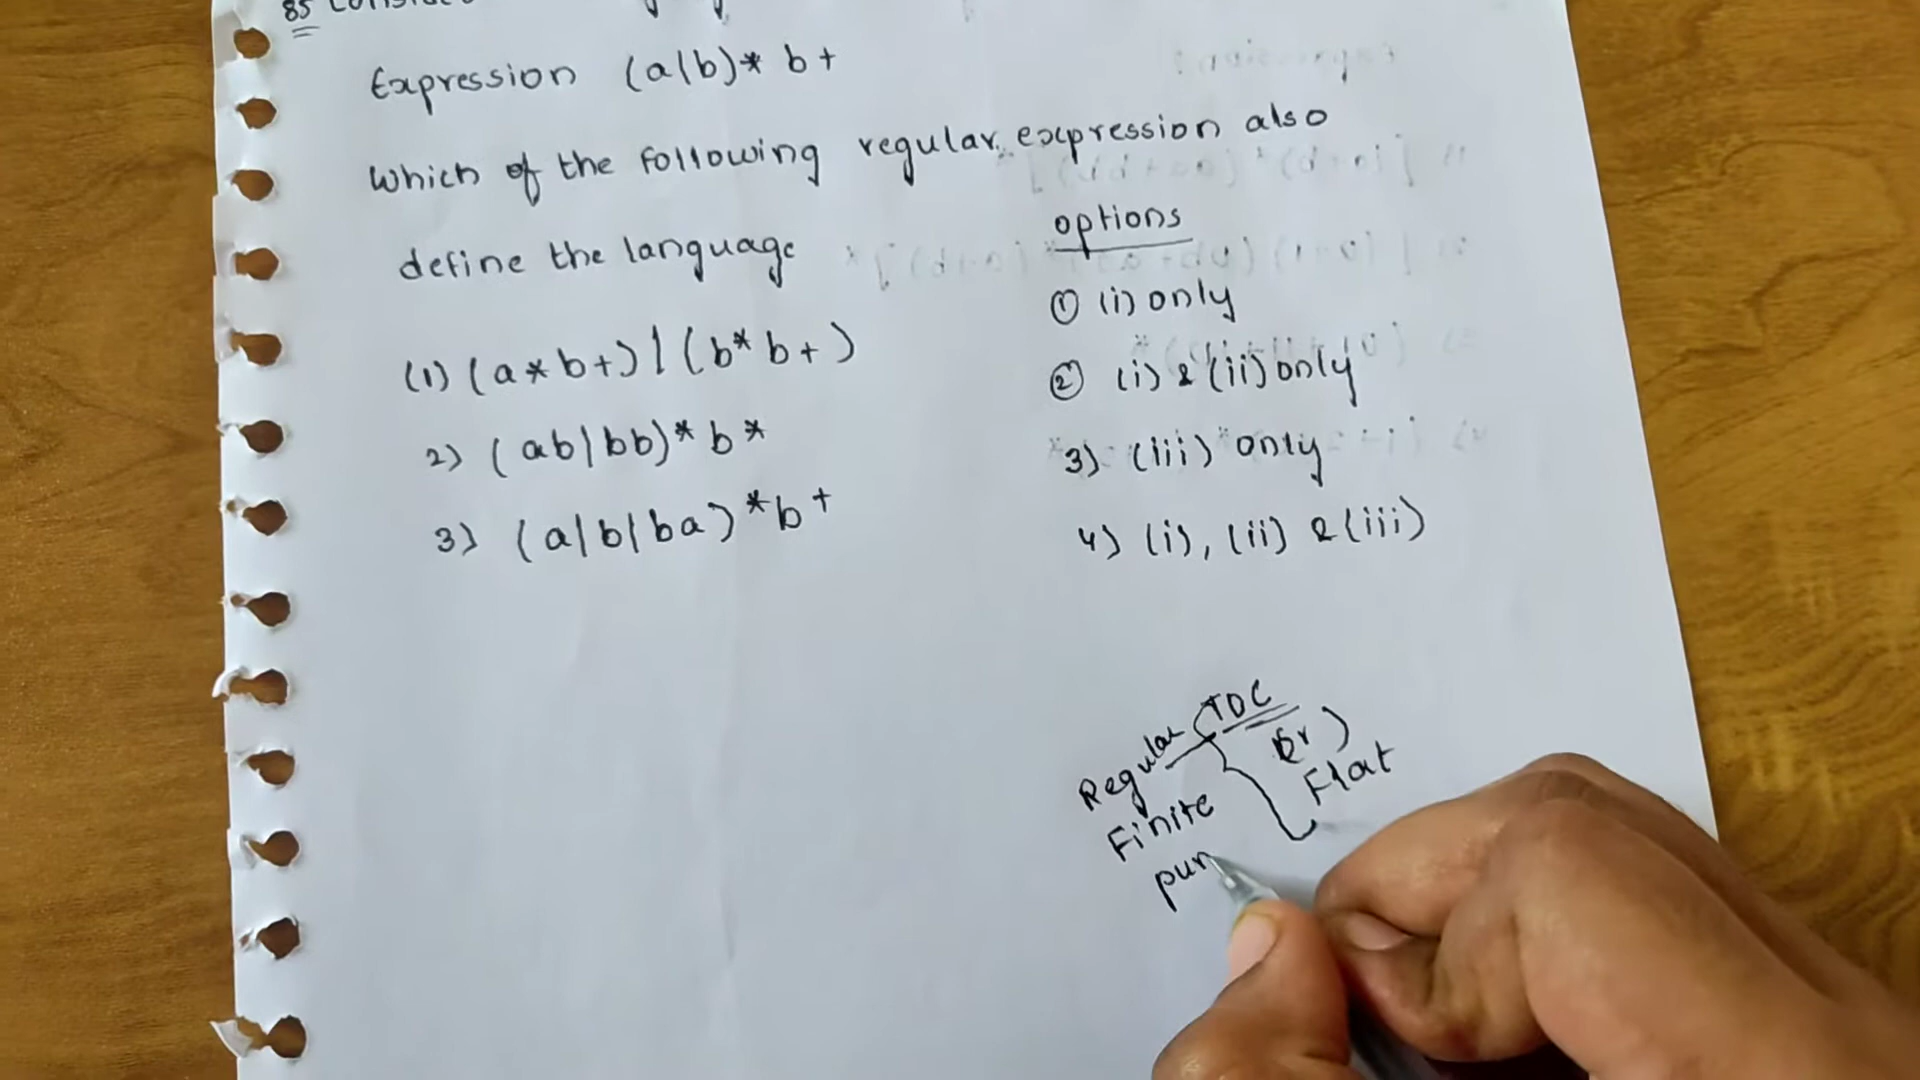 85
Expression (a|b)* b+
Which of the following regular expression also
define the language
(1) (a*b+) | (b*b+)
2) (ab|bb)*b*
3) (a|b|ba)*b+
options
① (i) only
② (i) & (ii) only
3) (iii) only
4) (i), (ii) & (iii)
Regular (TOC
Finite
pur
(or)
Flat